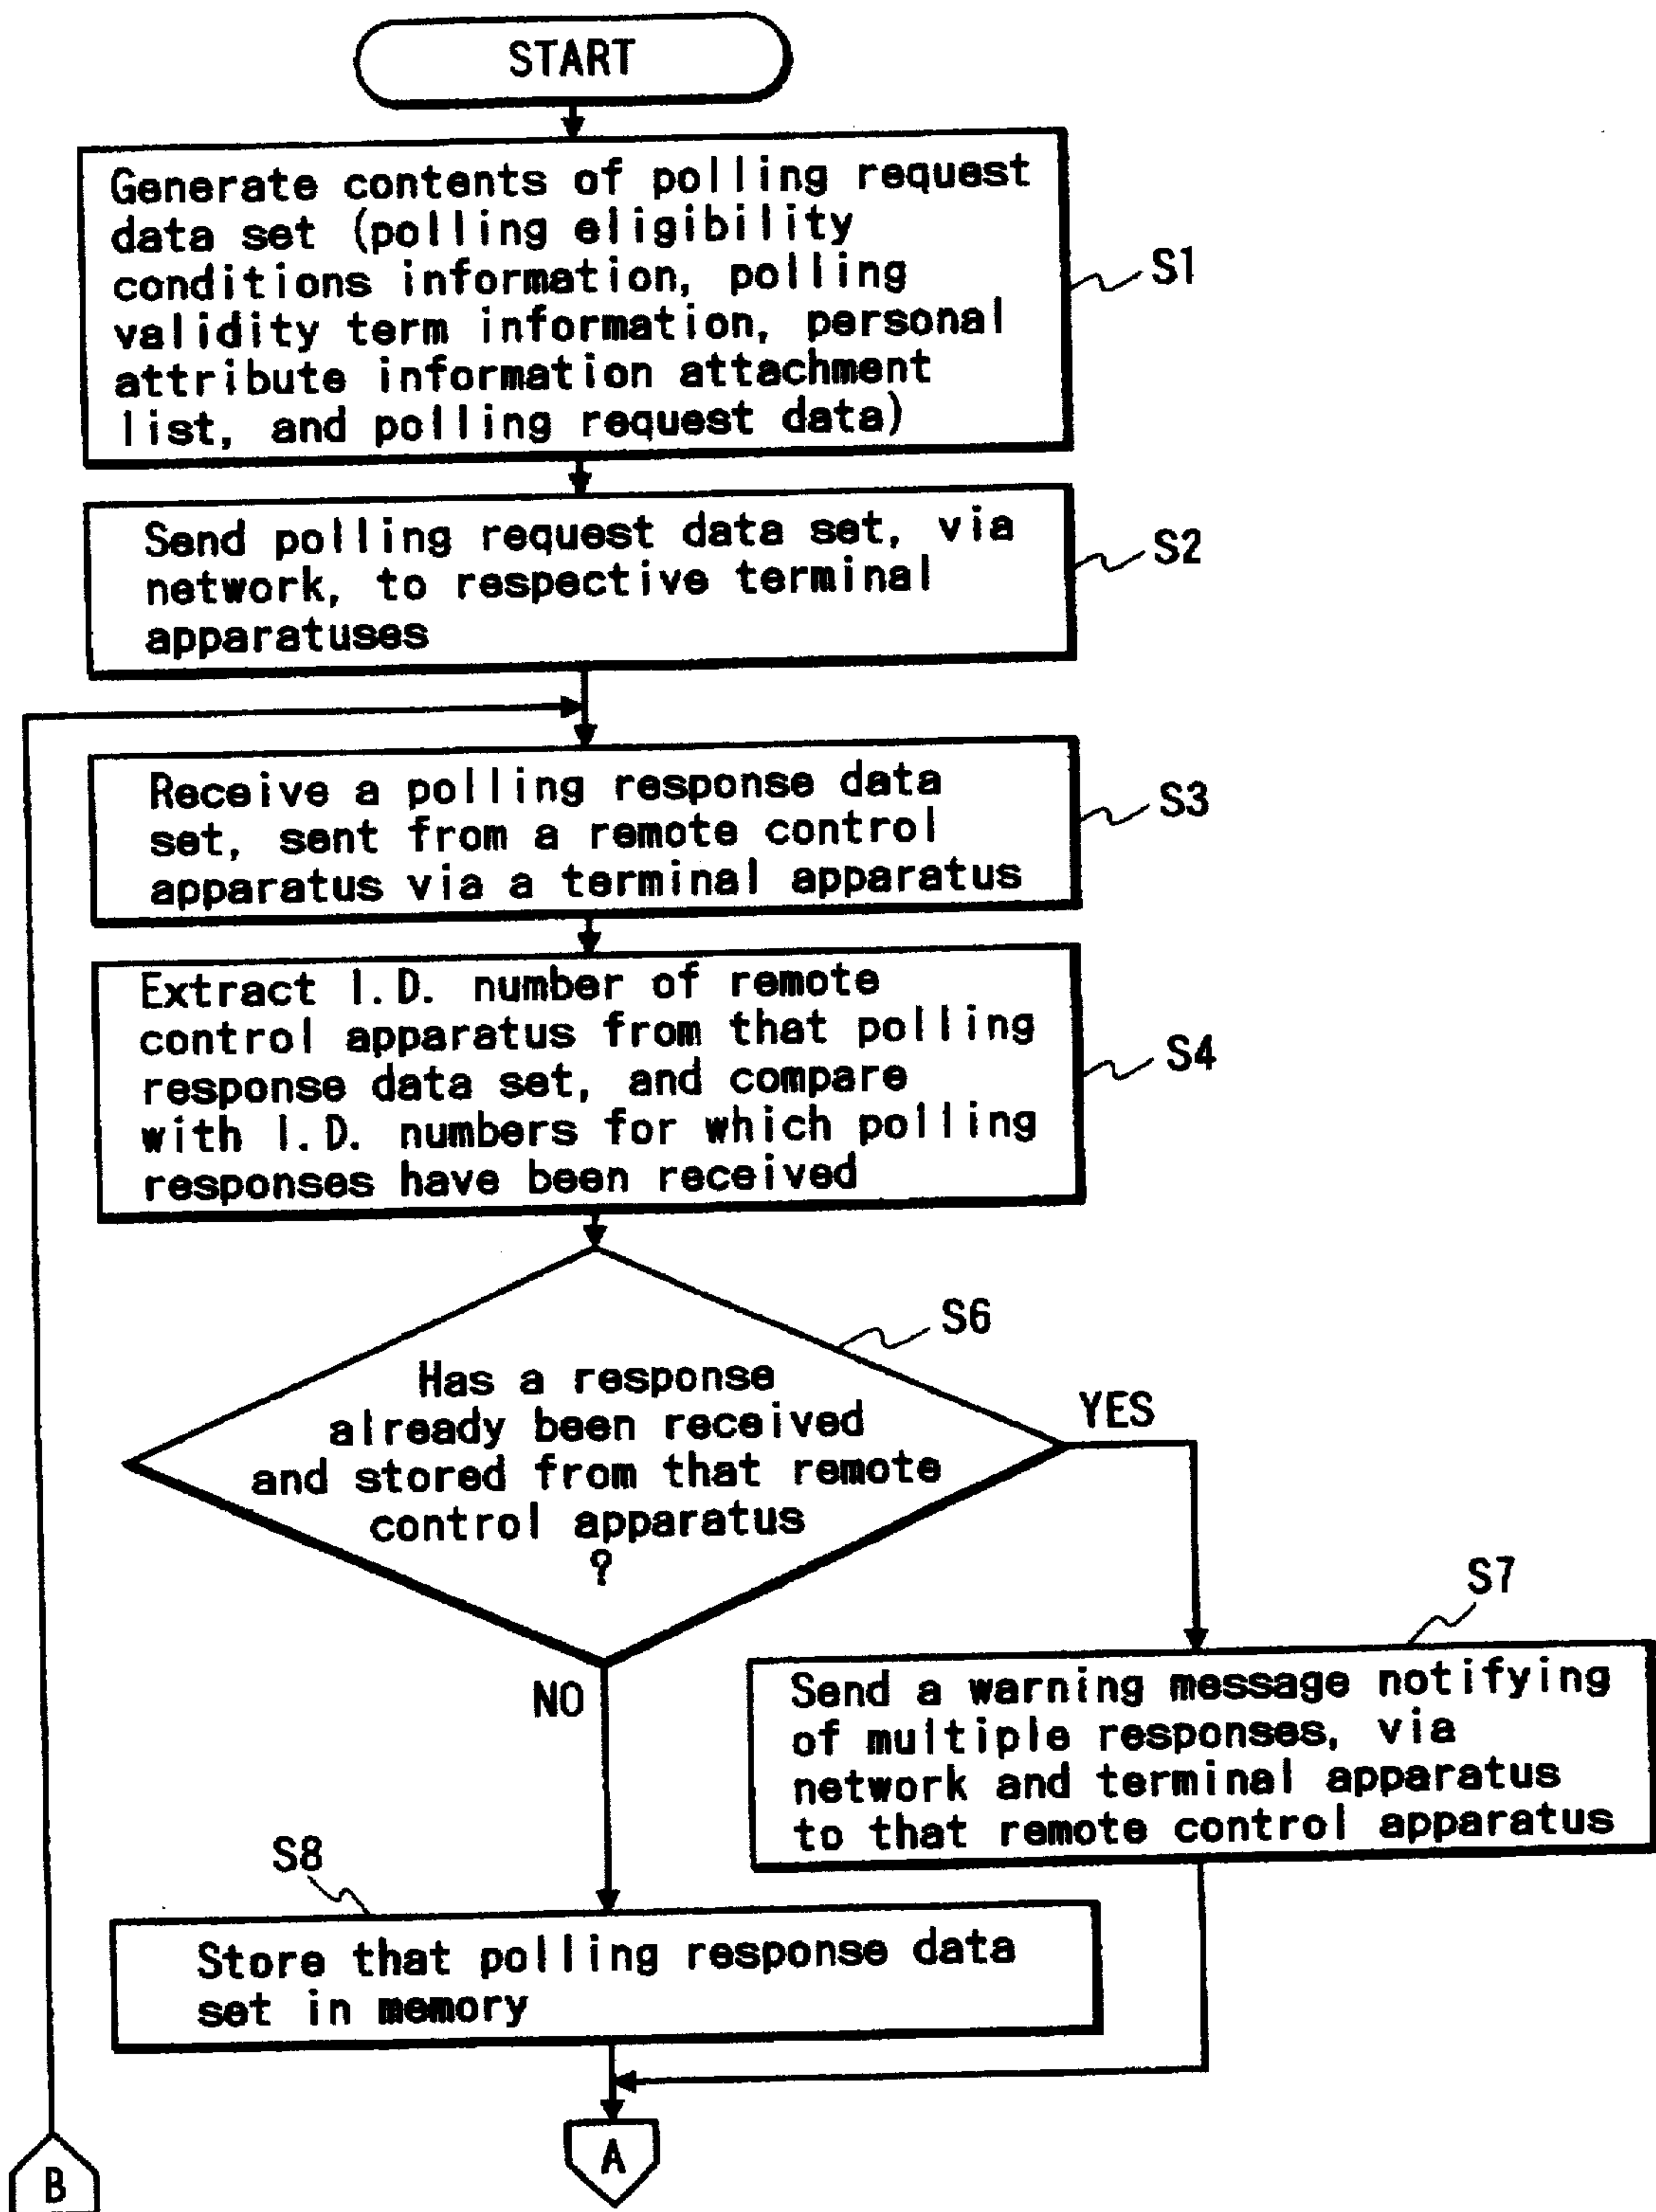 START
Generate contents of polling request
data set (polling eligibility
conditions information, polling
validity term information, personal
attribute information attachment
list, and polling request data)
S1
Send polling request data set, via
network, to respective terminal
apparatuses
S2
Receive a polling response data
set, sent from a remote control
apparatus via a terminal apparatus
S3
Extract I.D. number of remote
control apparatus from that polling
response data set, and compare
with I.D. numbers for which polling
responses have been received
S4
S6
Has a response
already been received
and stored from that remote
control apparatus
?
YES
NO
S7
Send a warning message notifying
of multiple responses, via
network and terminal apparatus
to that remote control apparatus
S8
Store that polling response data
set in memory
A
B